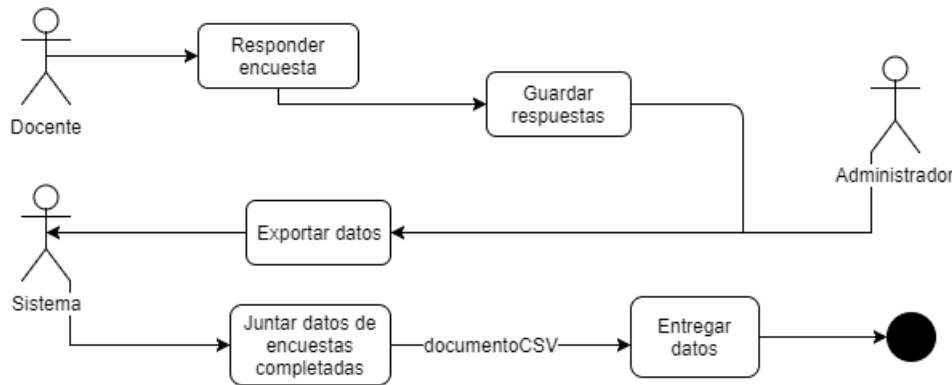 Responder
encuesta
Docente
Guardar
respuestas
Administrador
Exportar datos
Sistema
Juntar datos de
encuestas
completadas
documentoCSV
Entregar
datos